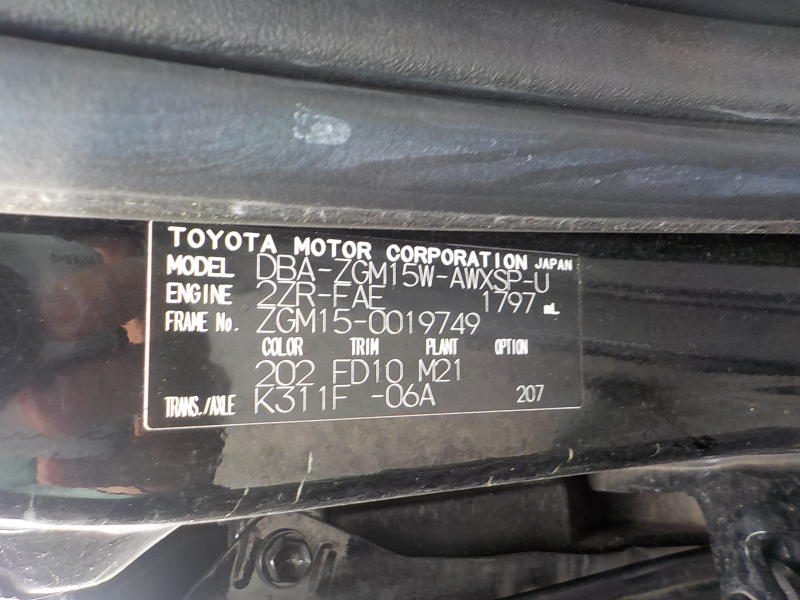 TOYOTA MOTOR CORPORATION JAPAN
MODEL DBA-ZGM15W-AWXSP-U
ENGINE 2ZR-FAE 1797 mL
FRAME No. ZGM15-0019749
COLOR TRIM PLANT OPTION
202 FD10 M21
TRANS./AXLE K311F -06A 207